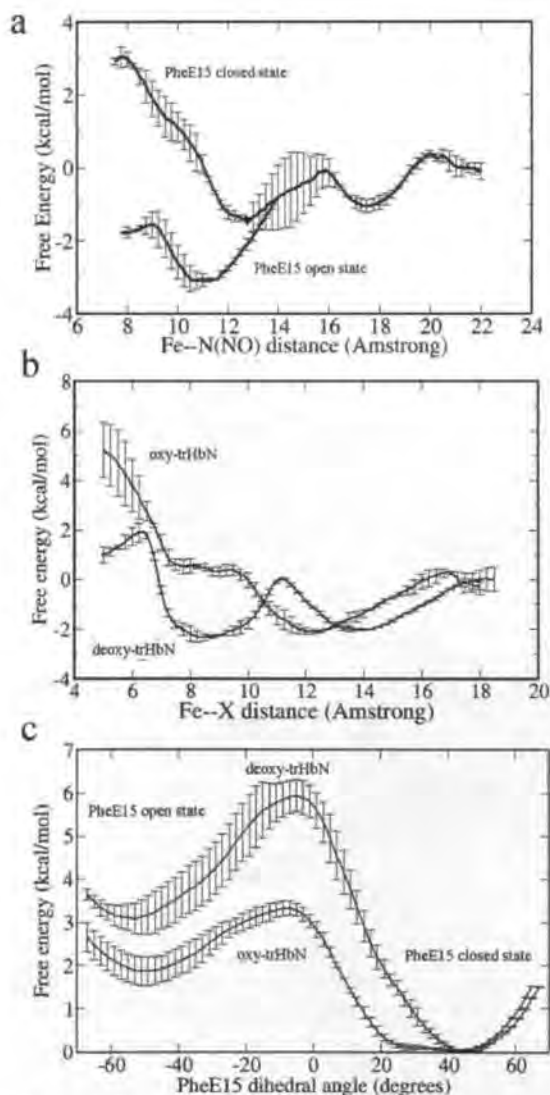 a
4
2
0
-2
-4
Free Energy (kcal/mol)
PheE15 closed state
PheE15 open state
6 8 10 12 14 16 18 20 22 24
Fe--N(NO) distance (Amstrong)
b
8
6
4
2
0
-2
-4
Free energy (kcal/mol)
oxy-trHbN
deoxy-trHbN
4 6 8 10 12 14 16 18 20
Fe--X distance (Amstrong)
c
7
6
5
4
3
2
1
0
Free energy (kcal/mol)
deoxy-trHbN
PheE15 open state
oxy-trHbN
PheE15 closed state
-60 -40 -20 0 20 40 60
PheE15 dihedral angle (degrees)